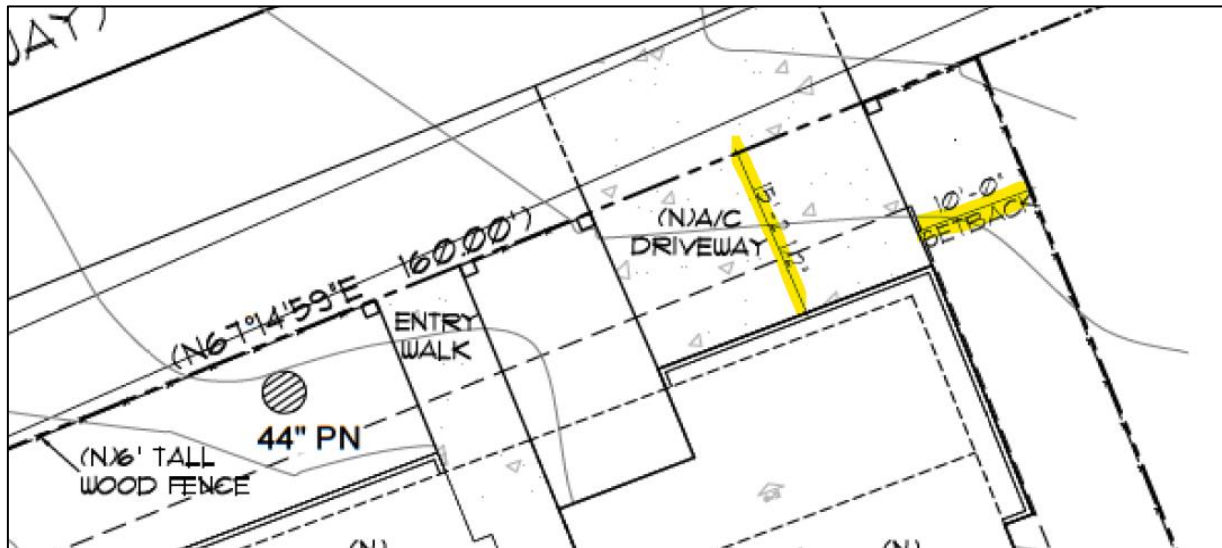 WAY)
(N67°14'59"E 160.00')
ENTRY
WALK
(N)A/C
DRIVEWAY
15'-2 1/2"
10'-0"
SETBACK
44" PN
(N)6' TALL
WOOD FENCE
(N)
(N)